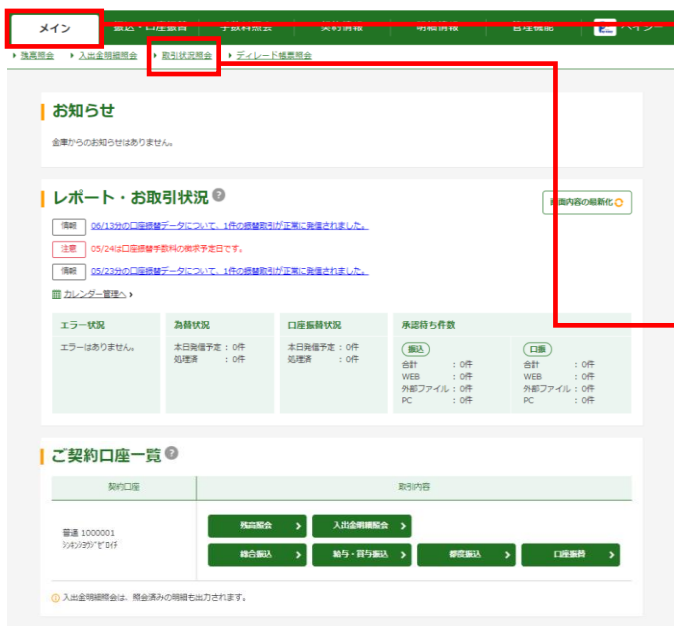 メイン 振込・口座振替 手数料照会 契約情報 明細情報 管理機能 ペイジー
残高照会 入出金明細照会 取引状況照会 ディレード帳票照会
お知らせ
金庫からのお知らせはありません。
レポート・お取引状況 ?
画面内容の最新化
情報 06/13分の口座振替データについて、1件の振替取引が正常に発信されました。
注意 05/24は口座振替手数料の徴求予定日です。
情報 05/23分の口座振替データについて、1件の振替取引が正常に発信されました。
カレンダー管理へ
エラー状況 為替状況 口座振替状況 承認待ち件数
エラーはありません。 本日発信予定 : 0件 本日発信予定 : 0件 振込 口振
処理済 : 0件 処理済 : 0件 合計 : 0件 合計 : 0件
WEB : 0件 WEB : 0件
外部ファイル : 0件 外部ファイル : 0件
PC : 0件 PC : 0件
ご契約口座一覧 ?
契約口座 取引内容
普通 1000001
残高照会 入出金明細照会
総合振込 給与・賞与振込 都度振込 口座振替
入出金明細照会は、照会済みの明細も出力されます。